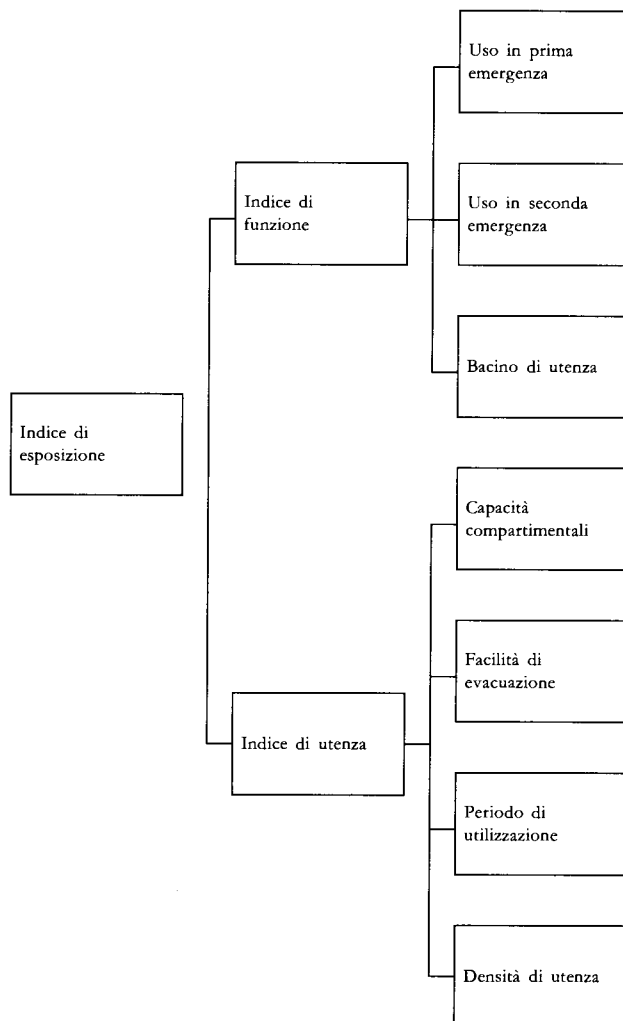 Uso in prima
emergenza
Indice di
funzione
Uso in seconda
emergenza
Bacino di utenza
Indice di
esposizione
Capacità
compartimentali
Facilità di
evacuazione
Indice di utenza
Periodo di
utilizzazione
Densità di utenza